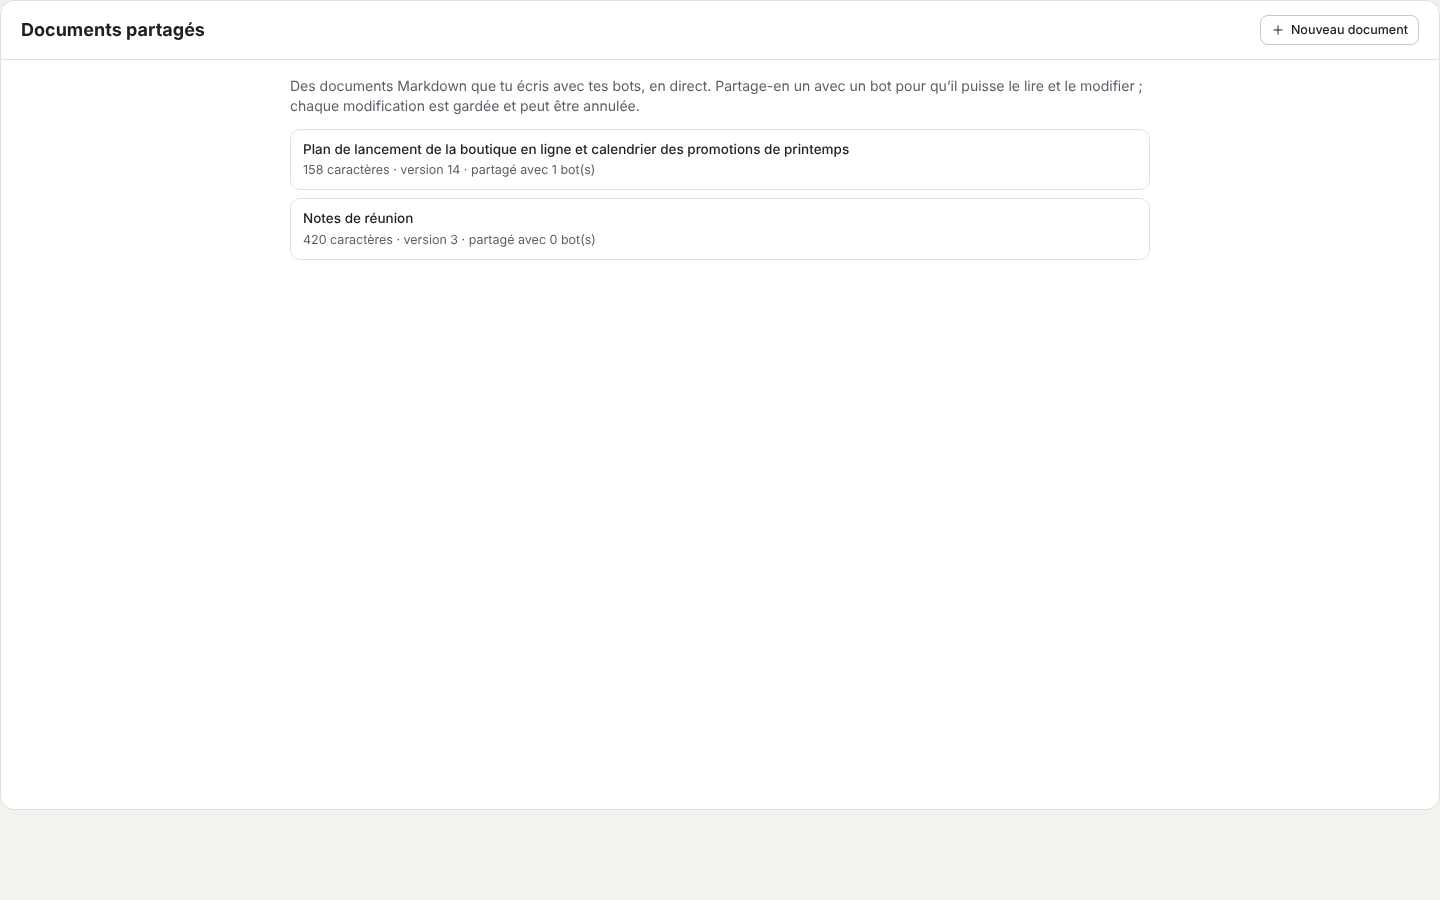 Documents partagés
Nouveau document
Des documents Markdown que tu écris avec tes bots, en direct. Partage-en un avec un bot pour qu’il puisse le lire et le modifier ;
chaque modification est gardée et peut être annulée.
Plan de lancement de la boutique en ligne et calendrier des promotions de printemps
158 caractères · version 14 · partagé avec 1 bot(s)
Notes de réunion
420 caractères · version 3 · partagé avec 0 bot(s)